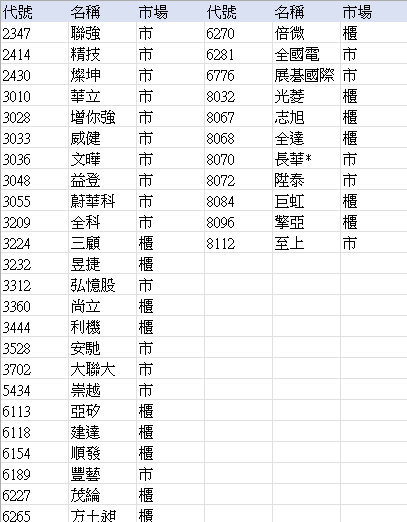 代號 名稱 市場 代號 名稱 市場
2347 聯強 市 6270 倍微 櫃
2414 精技 市 6281 全國電 市
2430 燦坤 市 6776 展碁國際 市
3010 華立 市 8032 光菱 櫃
3028 增你強 市 8067 志旭 櫃
3033 威健 市 8068 全達 櫃
3036 文曄 市 8070 長華* 市
3048 益登 市 8072 陞泰 市
3055 蔚華科 市 8084 巨虹 櫃
3209 全科 市 8096 擎亞 櫃
3224 三顧 櫃 8112 至上 市
3232 昱捷 櫃
3312 弘憶股 市
3360 尚立 櫃
3444 利機 櫃
3528 安馳 市
3702 大聯大 市
5434 崇越 市
6113 亞矽 櫃
6118 建達 櫃
6154 順發 櫃
6189 豐藝 市
6227 茂綸 櫃
6265 方土昶 櫃